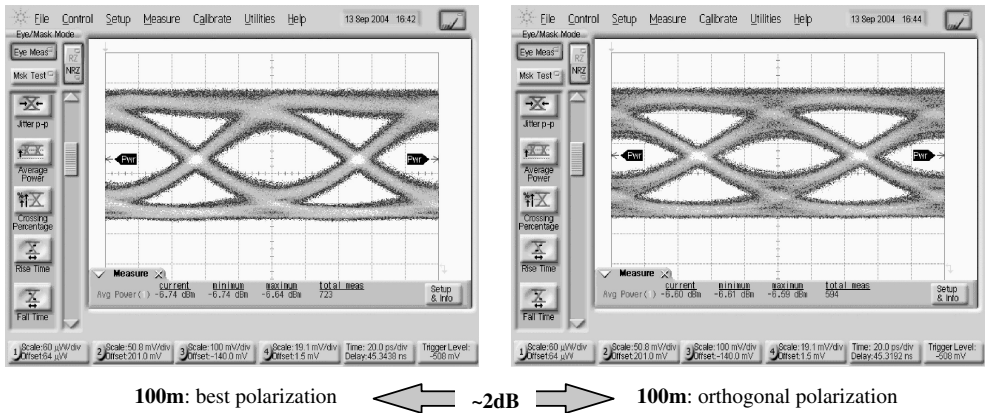 File Control Setup Measure Calibrate Utilities Help 13 Sep 2004 16:42
Eye/Mask Mode
Eye Meas
RZ
NRZ
Msk Test
Jitter p-p
Average
Power
Crossing
Percentage
Rise Time
Fall Time
Pwr Pwr
Measure
current minimum maximum total meas
Avg Power( ) -6.74 dBm -6.74 dBm -6.64 dBm 723
Setup
& Info
1 Scale:60 µW/div Offset:64 µW
2 Scale:50.8 mV/div Offset:201.0 mV
3 Scale:100 mV/div Offset:-140.0 mV
4 Scale:19.1 mV/div Offset:1.5 mV
Time: 20.0 ps/div Delay:45.3438 ns
Trigger Level: -508 mV
File Control Setup Measure Calibrate Utilities Help 13 Sep 2004 16:44
Eye/Mask Mode
Eye Meas
RZ
NRZ
Msk Test
Jitter p-p
Average
Power
Crossing
Percentage
Rise Time
Fall Time
Pwr Pwr
Measure
current minimum maximum total meas
Avg Power( ) -6.60 dBm -6.61 dBm -6.59 dBm 594
Setup
& Info
1 Scale:60 µW/div Offset:64 µW
2 Scale:50.8 mV/div Offset:201.0 mV
3 Scale:100 mV/div Offset:-140.0 mV
4 Scale:19.1 mV/div Offset:1.5 mV
Time: 20.0 ps/div Delay:45.3192 ns
Trigger Level: -508 mV
100m: best polarization ~2dB 100m: orthogonal polarization